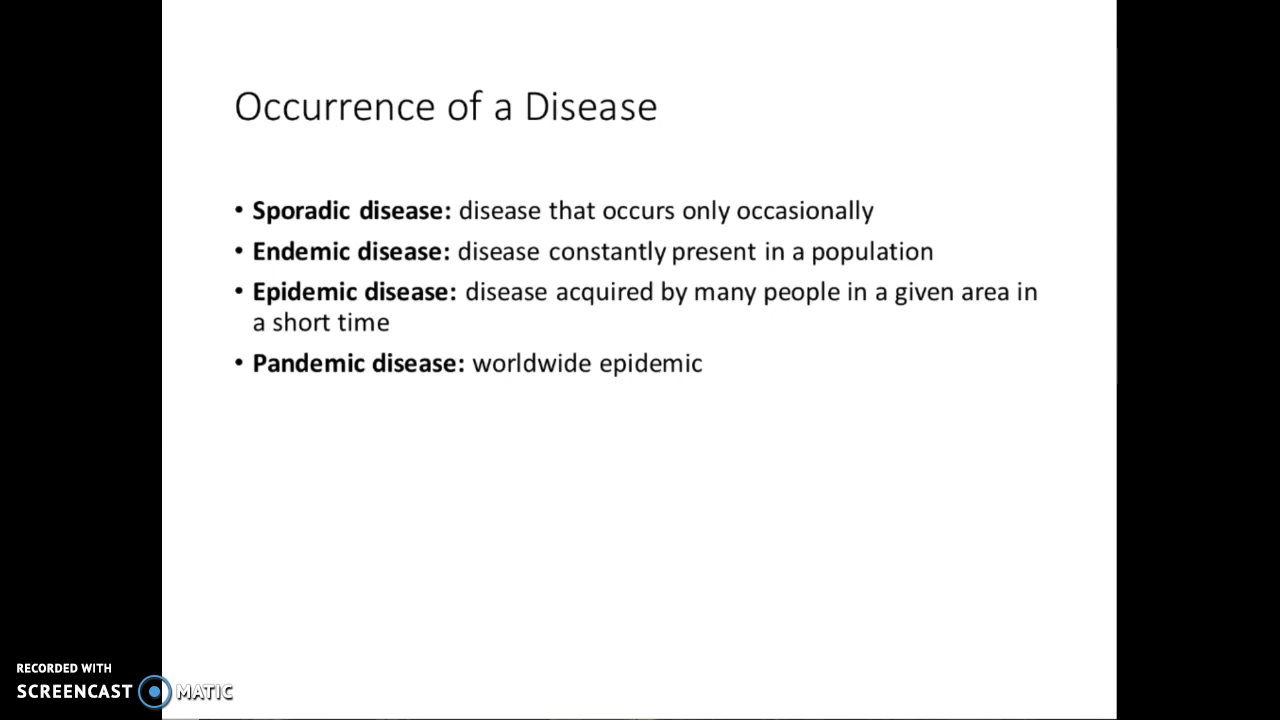 Occurrence of a Disease
• Sporadic disease: disease that occurs only occasionally
• Endemic disease: disease constantly present in a population
• Epidemic disease: disease acquired by many people in a given area in
a short time
• Pandemic disease: worldwide epidemic
RECORDED WITH
SCREENCAST MATIC